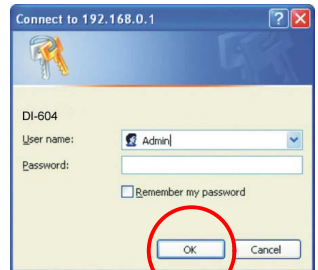 Connect to 192.168.0.1
DI-604
User name:
Admin
Password:
Remember my password
OK
Cancel